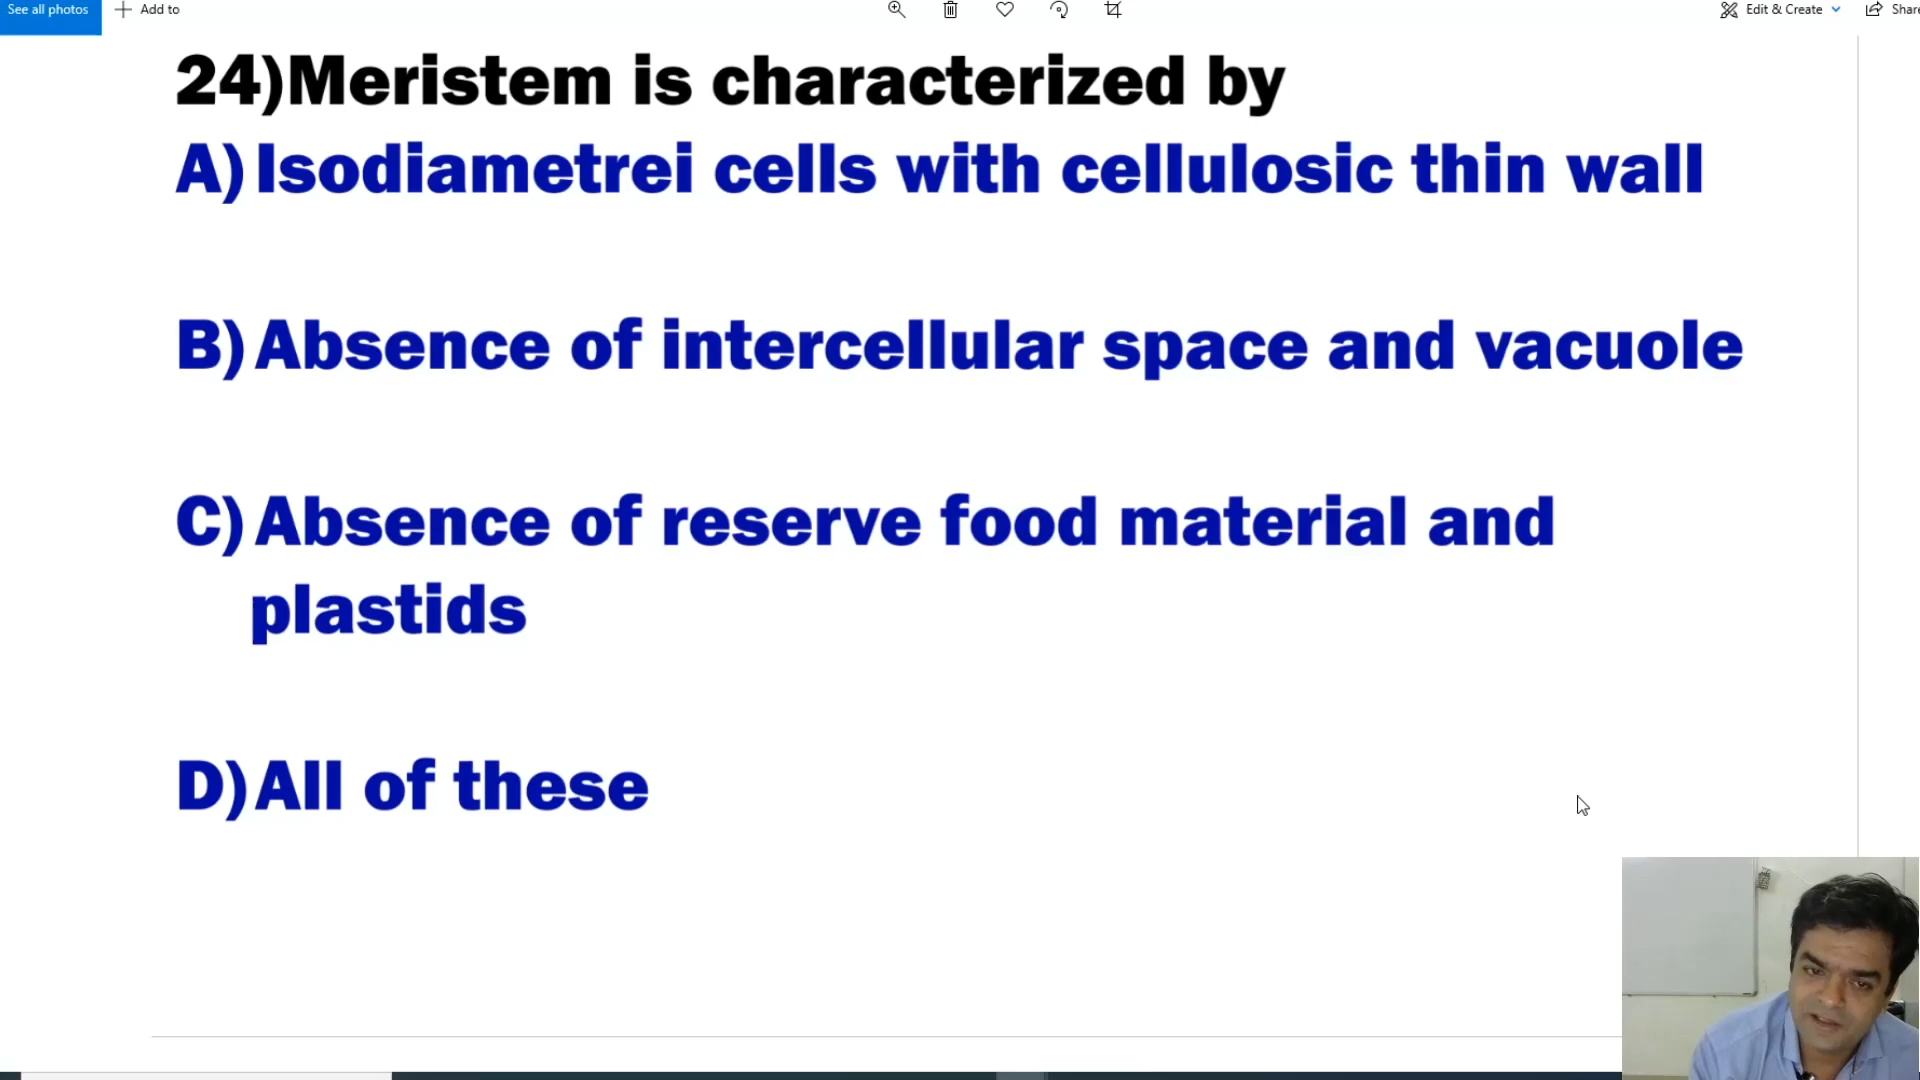 See all photos Add to Edit & Create Share
24)Meristem is characterized by
A) Isodiametrei cells with cellulosic thin wall
B) Absence of intercellular space and vacuole
C) Absence of reserve food material and
plastids
D) All of these